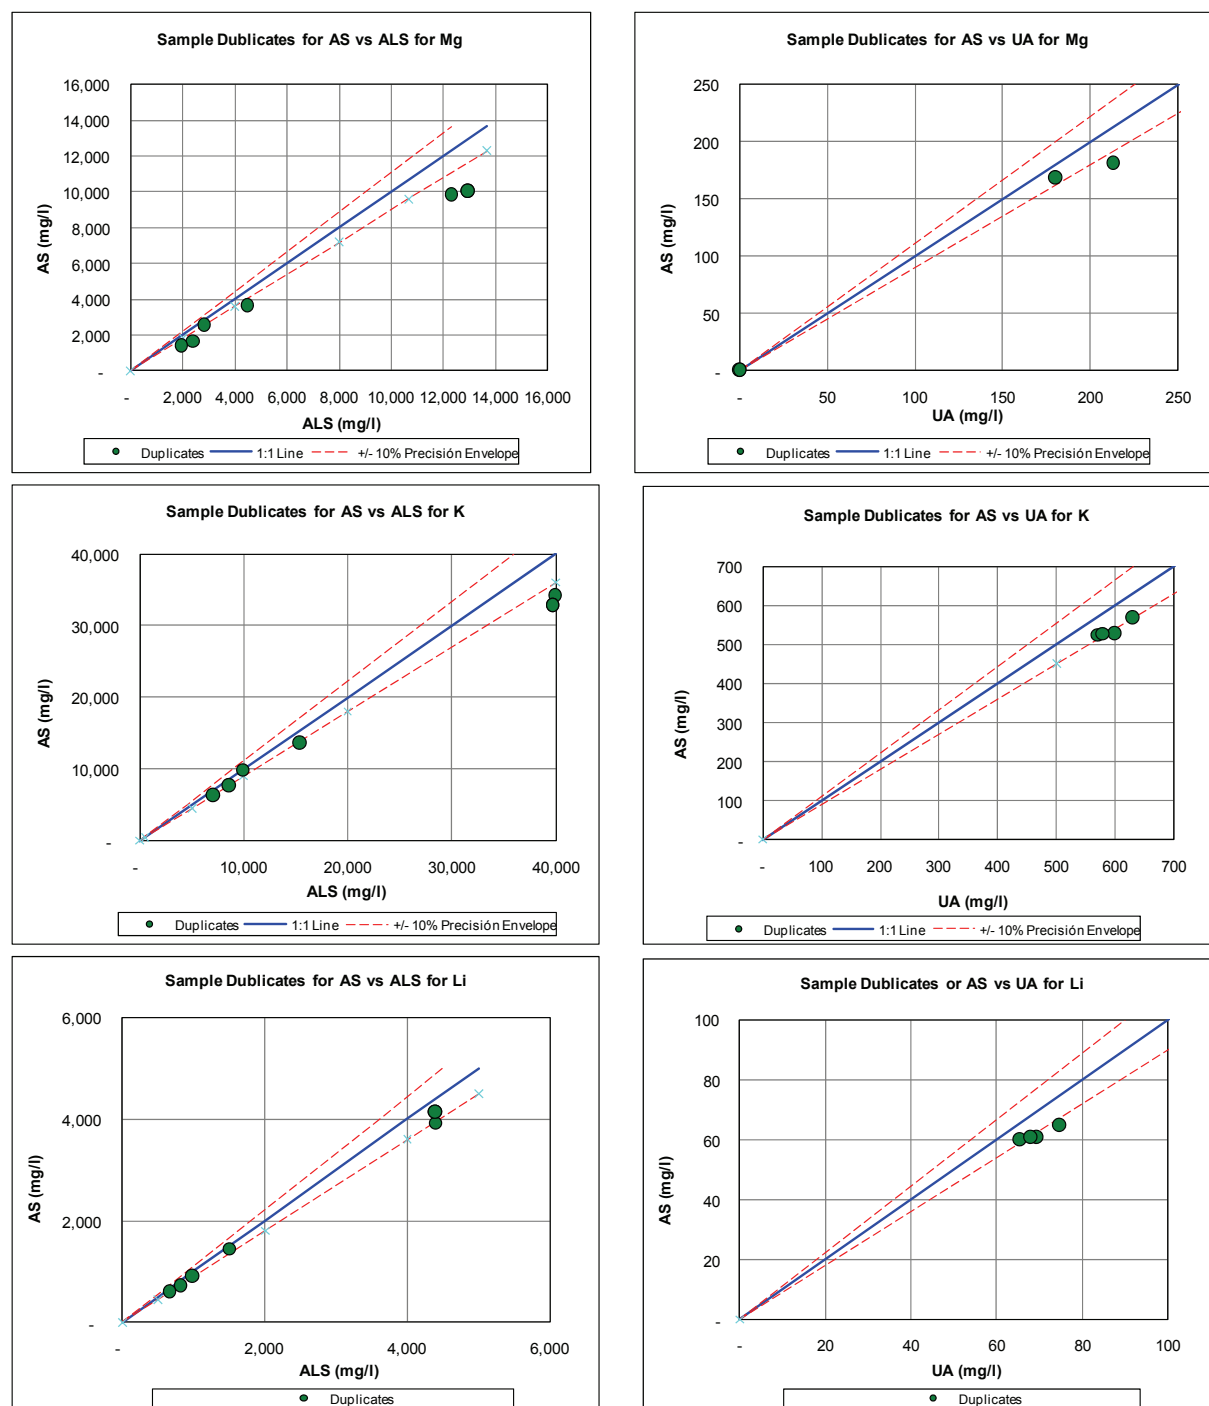 Sample Dublicates for AS vs ALS for Mg
16,000
14,000
12,000
10,000
8,000
6,000
4,000
2,000
-
AS (mg/l)
- 2,000 4,000 6,000 8,000 10,000 12,000 14,000 16,000
ALS (mg/l)
Duplicates 1:1 Line +/- 10% Precisión Envelope
Sample Dublicates for AS vs UA for Mg
250
200
150
100
50
-
AS (mg/l)
- 50 100 150 200 250
UA (mg/l)
Duplicates 1:1 Line +/- 10% Precisión Envelope
Sample Dublicates for AS vs ALS for K
40,000
30,000
20,000
10,000
-
AS (mg/l)
- 10,000 20,000 30,000 40,000
ALS (mg/l)
Duplicates 1:1 Line +/- 10% Precisión Envelope
Sample Dublicates for AS vs UA for K
700
600
500
400
300
200
100
-
AS (mg/l)
- 100 200 300 400 500 600 700
UA (mg/l)
Duplicates 1:1 Line +/- 10% Precisión Envelope
Sample Dublicates for AS vs ALS for Li
6,000
4,000
2,000
-
AS (mg/l)
- 2,000 4,000 6,000
ALS (mg/l)
Duplicates
Sample Dublicates or AS vs UA for Li
100
80
60
40
20
-
AS (mg/l)
- 20 40 60 80 100
UA (mg/l)
Duplicates